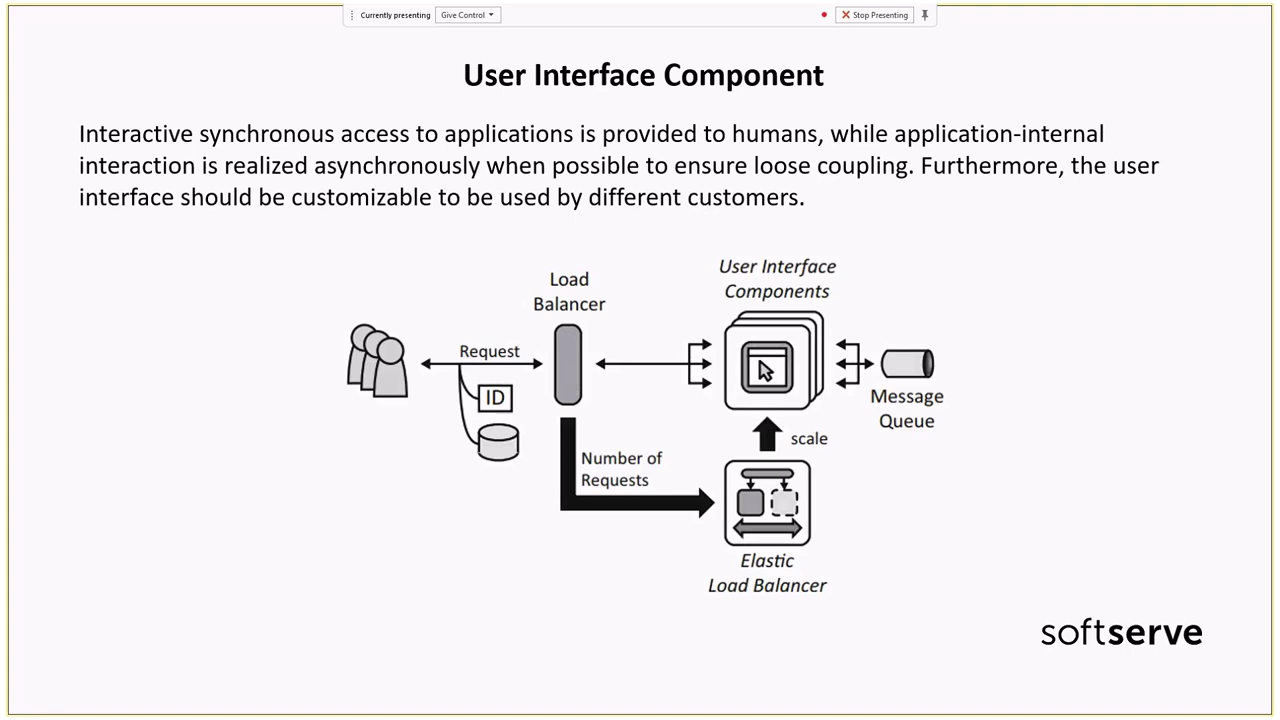 Currently presenting
Give Control
Stop Presenting
User Interface Component
Interactive synchronous access to applications is provided to humans, while application-internal
interaction is realized asynchronously when possible to ensure loose coupling. Furthermore, the user
interface should be customizable to be used by different customers.
User Interface
Components
Load
Balancer
Request
ID
Message
Queue
scale
Number of
Requests
Elastic
Load Balancer
softserve